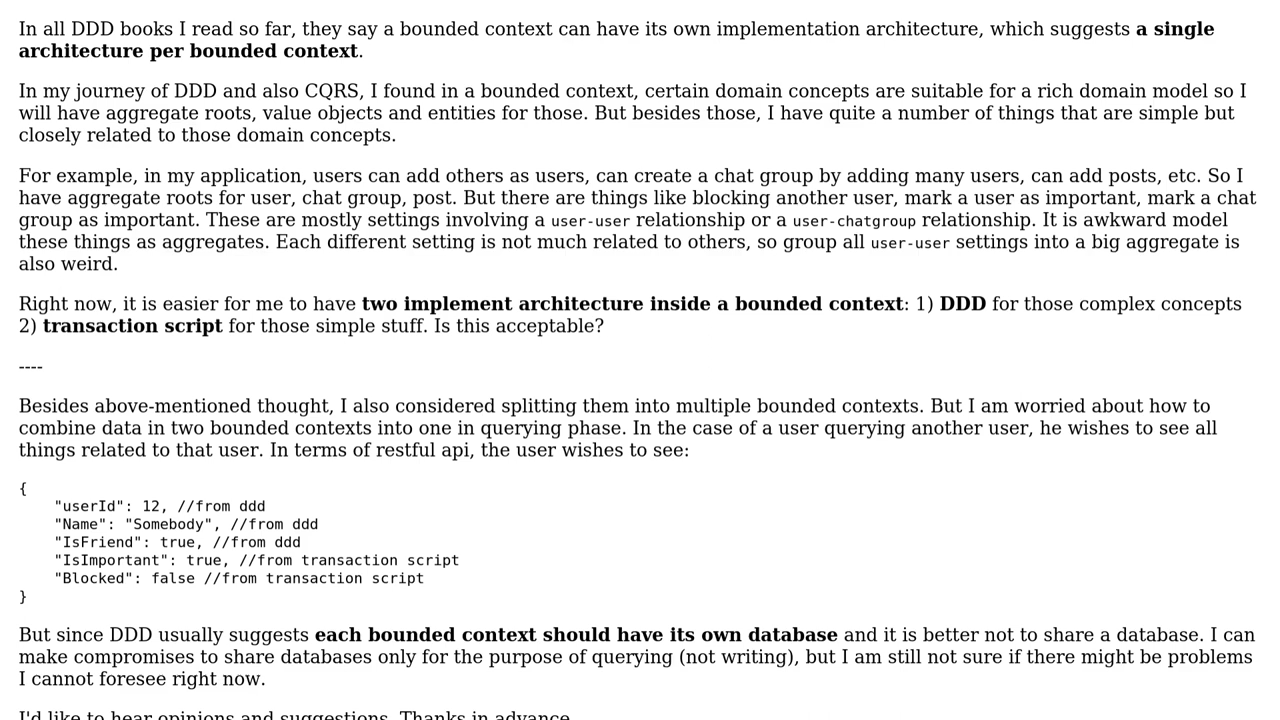 In all DDD books I read so far, they say a bounded context can have its own implementation architecture, which suggests a single
architecture per bounded context.
In my journey of DDD and also CQRS, I found in a bounded context, certain domain concepts are suitable for a rich domain model so I
will have aggregate roots, value objects and entities for those. But besides those, I have quite a number of things that are simple but
closely related to those domain concepts.
For example, in my application, users can add others as users, can create a chat group by adding many users, can add posts, etc. So I
have aggregate roots for user, chat group, post. But there are things like blocking another user, mark a user as important, mark a chat
group as important. These are mostly settings involving a user-user relationship or a user-chatgroup relationship. It is awkward model
these things as aggregates. Each different setting is not much related to others, so group all user-user settings into a big aggregate is
also weird.
Right now, it is easier for me to have two implement architecture inside a bounded context: 1) DDD for those complex concepts
2) transaction script for those simple stuff. Is this acceptable?
----
Besides above-mentioned thought, I also considered splitting them into multiple bounded contexts. But I am worried about how to
combine data in two bounded contexts into one in querying phase. In the case of a user querying another user, he wishes to see all
things related to that user. In terms of restful api, the user wishes to see:
{
    "userId": 12, //from ddd
    "Name": "Somebody", //from ddd
    "IsFriend": true, //from ddd
    "IsImportant": true, //from transaction script
    "Blocked": false //from transaction script
}
But since DDD usually suggests each bounded context should have its own database and it is better not to share a database. I can
make compromises to share databases only for the purpose of querying (not writing), but I am still not sure if there might be problems
I cannot foresee right now.
I'd like to hear opinions and suggestions. Thanks in advance.